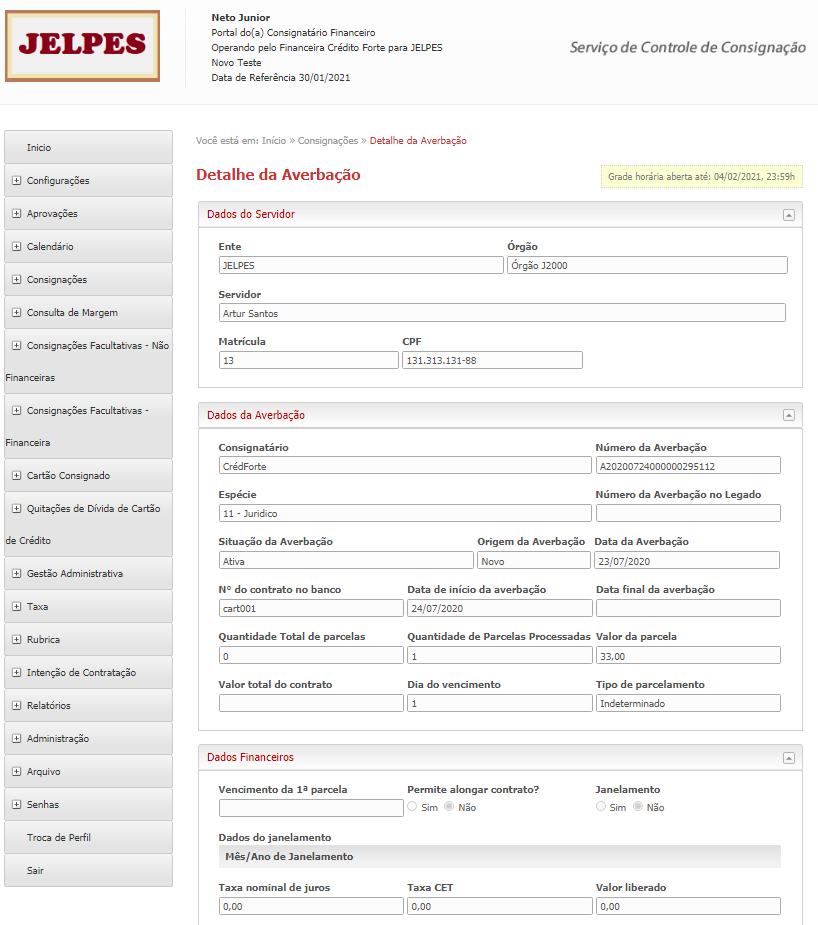 JELPES
Neto Junior
Portal do(a) Consignatário Financeiro
Operando pelo Financeira Crédito Forte para JELPES
Novo Teste
Data de Referência 30/01/2021
Serviço de Controle de Consignação
Inicio
Configurações
Aprovações
Calendário
Consignações
Consulta de Margem
Consignações Facultativas - Não
Financeiras
Consignações Facultativas -
Financeira
Cartão Consignado
Quitações de Dívida de Cartão
de Crédito
Gestão Administrativa
Taxa
Rubrica
Intenção de Contratação
Relatórios
Administração
Arquivo
Senhas
Troca de Perfil
Sair
Você está em: Início » Consignações » Detalhe da Averbação
Detalhe da Averbação
Grade horária aberta até: 04/02/2021, 23:59h
Dados do Servidor
Ente Órgão
JELPES Órgão J2000
Servidor
Artur Santos
Matrícula CPF
13 131.313.131-88
Dados da Averbação
Consignatário Número da Averbação
CrédForte A20200724000000295112
Espécie Número da Averbação no Legado
11 - Juridico
Situação da Averbação Origem da Averbação Data da Averbação
Ativa Novo 23/07/2020
N° do contrato no banco Data de início da averbação Data final da averbação
cart001 24/07/2020
Quantidade Total de parcelas Quantidade de Parcelas Processadas Valor da parcela
0 1 33,00
Valor total do contrato Dia do vencimento Tipo de parcelamento
1 Indeterminado
Dados Financeiros
Vencimento da 1ª parcela Permite alongar contrato? Janelamento
Sim Não Sim Não
Dados do janelamento
Mês/Ano de Janelamento
Taxa nominal de juros Taxa CET Valor liberado
0,00 0,00 0,00